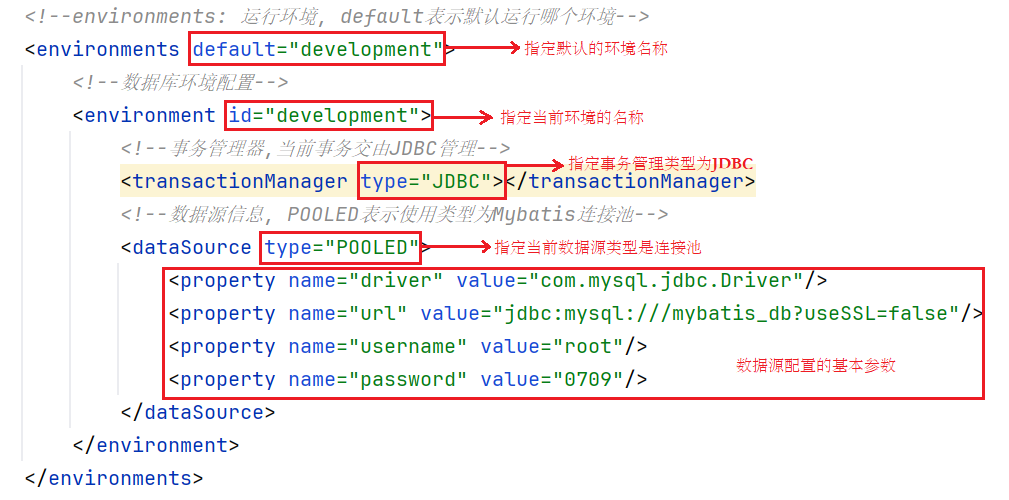 <!--environments: 运行环境, default表示默认运行哪个环境-->
<environments default="development"> 指定默认的环境名称
<!--数据库环境配置-->
<environment id="development"> 指定当前环境的名称
<!--事务管理器,当前事务交由JDBC管理-->
<transactionManager type="JDBC"></transactionManager> 指定事务管理类型为JDBC
<!--数据源信息, POOLED表示使用类型为Mybatis连接池-->
<dataSource type="POOLED"> 指定当前数据源类型是连接池
<property name="driver" value="com.mysql.jdbc.Driver"/>
<property name="url" value="jdbc:mysql:///mybatis_db?useSSL=false"/>
<property name="username" value="root"/>
数据源配置的基本参数
<property name="password" value="0709"/>
</dataSource>
</environment>
</environments>